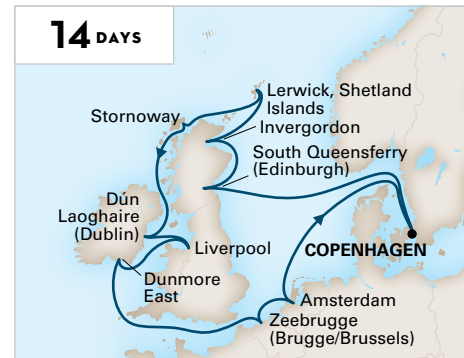 14 DAYS
Lerwick, Shetland
Islands
Stornoway
Invergordon
South Queensferry
(Edinburgh)
Dún
Laoghaire
(Dublin)
Liverpool
COPENHAGEN
Dunmore
East
Amsterdam
Zeebrugge
(Brugge/Brussels)